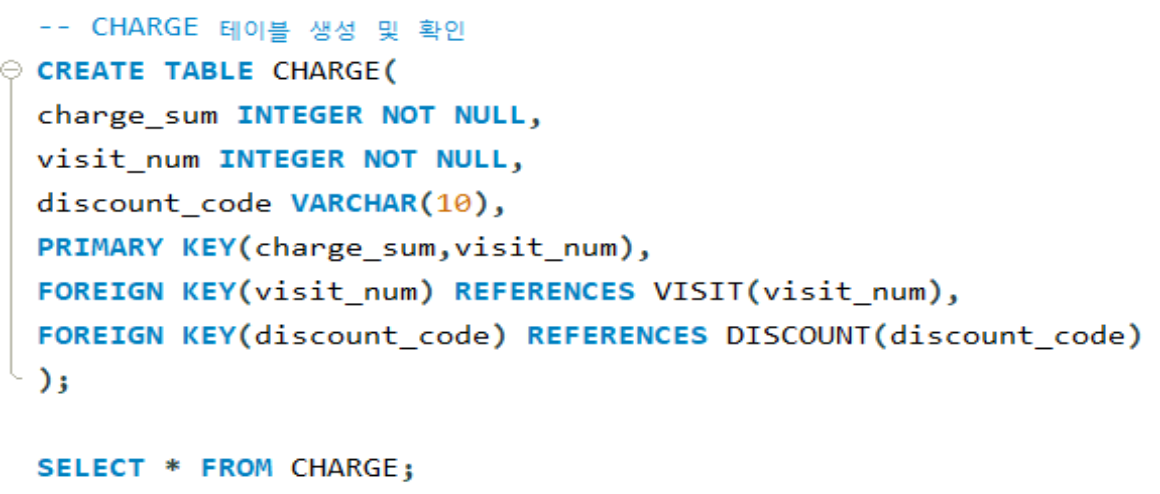 -- CHARGE 테이블 생성 및 확인
CREATE TABLE CHARGE(
charge_sum INTEGER NOT NULL,
visit_num INTEGER NOT NULL,
discount_code VARCHAR(10),
PRIMARY KEY(charge_sum,visit_num),
FOREIGN KEY(visit_num) REFERENCES VISIT(visit_num),
FOREIGN KEY(discount_code) REFERENCES DISCOUNT(discount_code)
);
SELECT * FROM CHARGE;